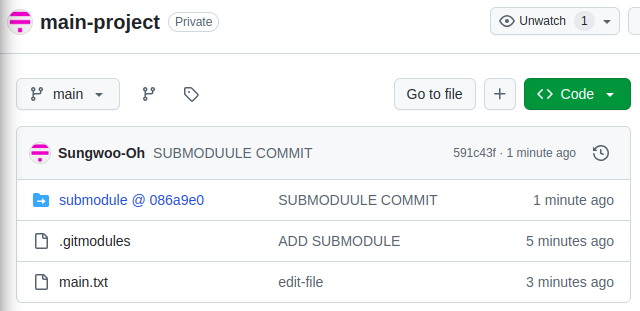 main-project Private Unwatch 1
main Go to file Code
Sungwoo-Oh SUBMODUULE COMMIT 591c43f · 1 minute ago
submodule @ 086a9e0 SUBMODUULE COMMIT 1 minute ago
.gitmodules ADD SUBMODULE 5 minutes ago
main.txt edit-file 3 minutes ago